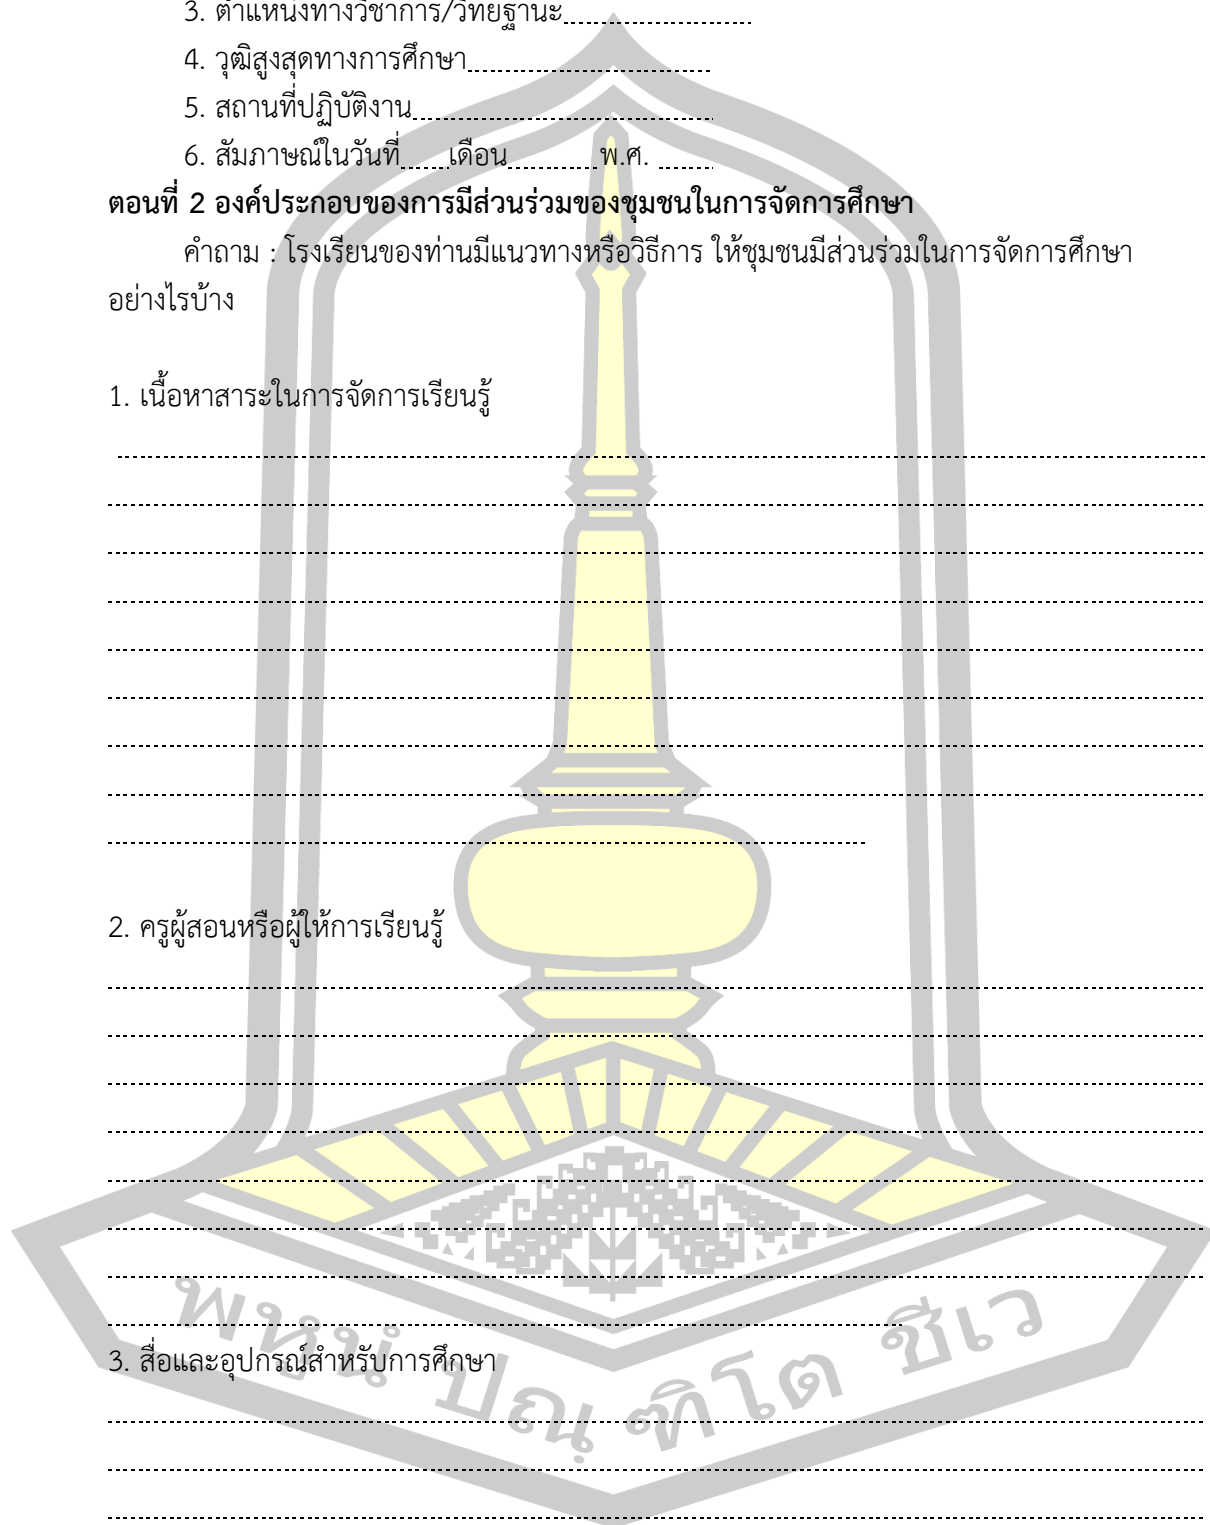 3. ตำแหน่งทางวิชาการ/วิทยฐานะ
4. วุฒิสูงสุดทางการศึกษา
5. สถานที่ปฏิบัติงาน
6. สัมภาษณ์ในวันที่ เดือน พ.ศ.
ตอนที่ 2 องค์ประกอบของการมีส่วนร่วมของชุมชนในการจัดการศึกษา
คำถาม : โรงเรียนของท่านมีแนวทางหรือวิธีการ ให้ชุมชนมีส่วนร่วมในการจัดการศึกษา
อย่างไรบ้าง
1. เนื้อหาสาระในการจัดการเรียนรู้
2. ครูผู้สอนหรือผู้ให้การเรียนรู้
3. สื่อและอุปกรณ์สำหรับการศึกษา
พหุนํ ปณฺฑิโต ชีเว